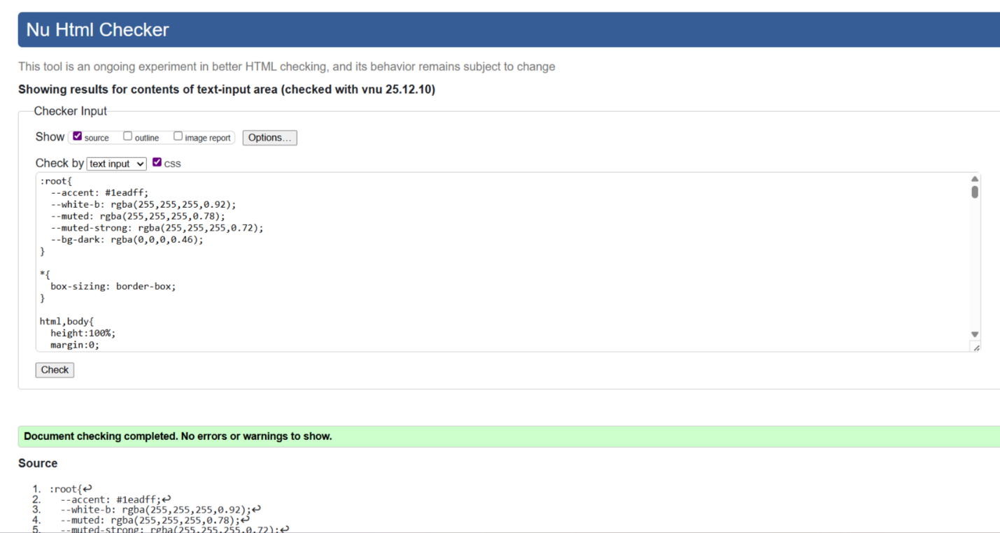 Nu Html Checker
This tool is an ongoing experiment in better HTML checking, and its behavior remains subject to change
Showing results for contents of text-input area (checked with vnu 25.12.10)
Checker Input
Show source outline image report Options...
Check by text input CSS
:root{
  --accent: #1eadff;
  --white-b: rgba(255,255,255,0.92);
  --muted: rgba(255,255,255,0.78);
  --muted-strong: rgba(255,255,255,0.72);
  --bg-dark: rgba(0,0,0,0.46);
}
*{
  box-sizing: border-box;
}
html,body{
  height:100%;
  margin:0;
Check
Document checking completed. No errors or warnings to show.
Source
1. :root{↩
2.   --accent: #1eadff;↩
3.   --white-b: rgba(255,255,255,0.92);↩
4.   --muted: rgba(255,255,255,0.78);↩
5.   --muted-strong: rgba(255,255,255,0.72);↩